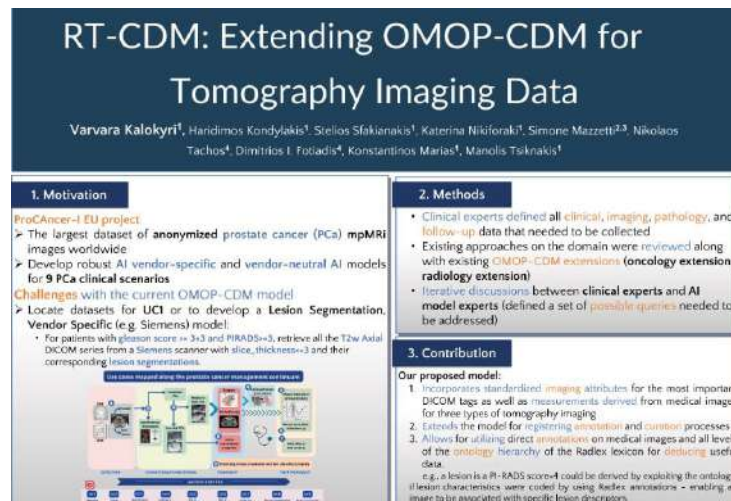 RT-CDM: Extending OMOP-CDM for
Tomography Imaging Data
Varvara Kalokyri¹, Haridimos Kondylakis¹, Stelios Sfakianakis¹, Katerina Nikiforaki¹, Simone Mazzetti²,³, Nikolaos
Tachos⁴, Dimitrios I. Fotiadis⁴, Konstantinos Marias¹, Manolis Tsiknakis¹
1. Motivation
ProCAncer-I EU project
➢ The largest dataset of anonymized prostate cancer (PCa) mpMRI
images worldwide
➢ Develop robust AI vendor-specific and vendor-neutral AI models
for 9 PCa clinical scenarios
Challenges with the current OMOP-CDM model
➢ Locate datasets for UC1 or to develop a Lesion Segmentation,
Vendor Specific (e.g. Siemens) model:
• For patients with gleason score >= 3+3 and PIRADS>=3, retrieve all the T2w Axial
DICOM series from a Siemens scanner with slice_thickness>=3 and their
corresponding lesion segmentations.
Use cases mapped along the prostate cancer management continuum
2. Methods
• Clinical experts defined all clinical, imaging, pathology, and
follow-up data that needed to be collected
• Existing approaches on the domain were reviewed along
with existing OMOP-CDM extensions (oncology extension
radiology extension)
• Iterative discussions between clinical experts and AI
model experts (defined a set of possible queries needed to
be addressed)
3. Contribution
Our proposed model:
1. Incorporates standardized imaging attributes for the most important
DICOM tags as well as measurements derived from medical images
for three types of tomography imaging
2. Extends the model for registering annotation and curation processes
3. Allows for utilizing direct annotations on medical images and all level
of the ontology hierarchy of the Radlex lexicon for deducing usefu
data.
e.g., a lesion is a PI-RADS score=4 could be derived by exploiting the ontolog
if lesion characteristics were coded by using Radlex annotations – enabling a
image to be associated with specific lesion descriptors